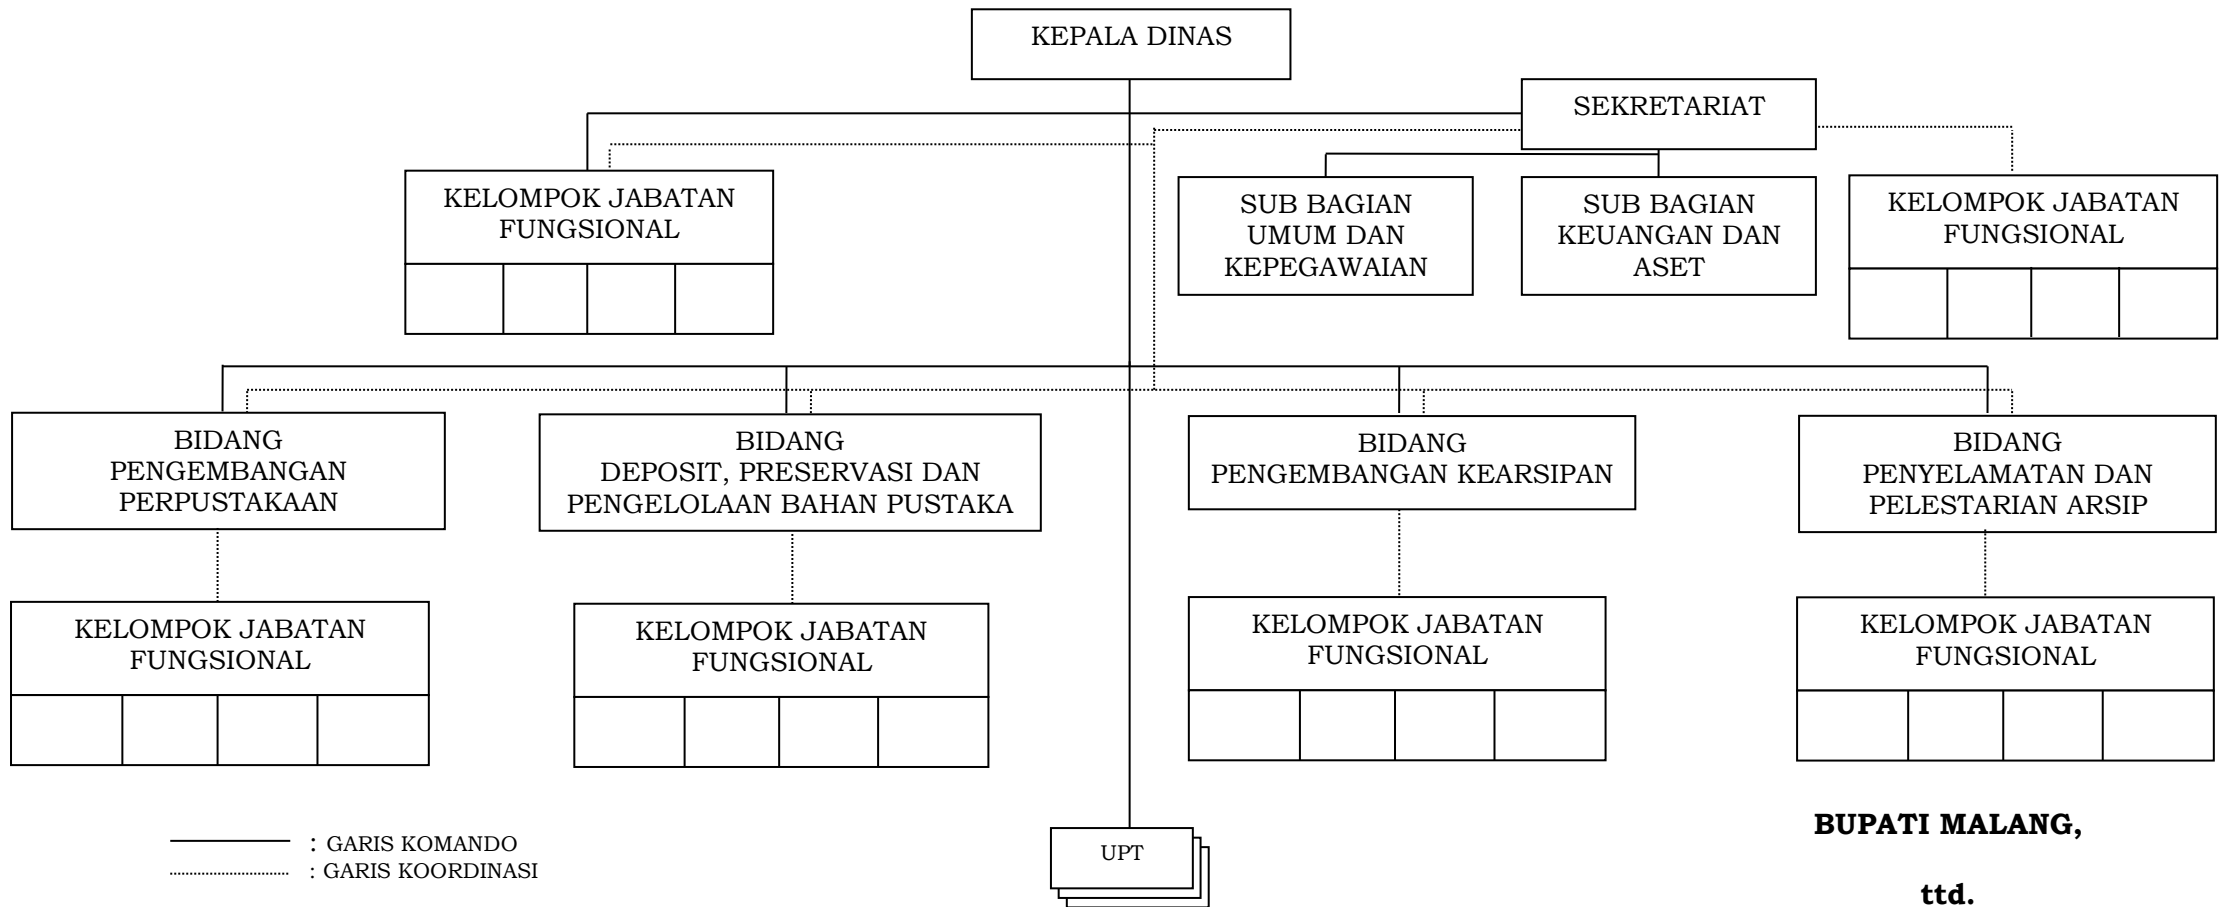 KEPALA DINAS
SEKRETARIAT
KELOMPOK JABATAN
FUNGSIONAL
SUB BAGIAN
UMUM DAN
KEPEGAWAIAN
SUB BAGIAN
KEUANGAN DAN
ASET
KELOMPOK JABATAN
FUNGSIONAL
BIDANG
PENGEMBANGAN
PERPUSTAKAAN
BIDANG
DEPOSIT, PRESERVASI DAN
PENGELOLAAN BAHAN PUSTAKA
BIDANG
PENGEMBANGAN KEARSIPAN
BIDANG
PENYELAMATAN DAN
PELESTARIAN ARSIP
KELOMPOK JABATAN
FUNGSIONAL
KELOMPOK JABATAN
FUNGSIONAL
KELOMPOK JABATAN
FUNGSIONAL
KELOMPOK JABATAN
FUNGSIONAL
: GARIS KOMANDO
: GARIS KOORDINASI
UPT
BUPATI MALANG,
ttd.